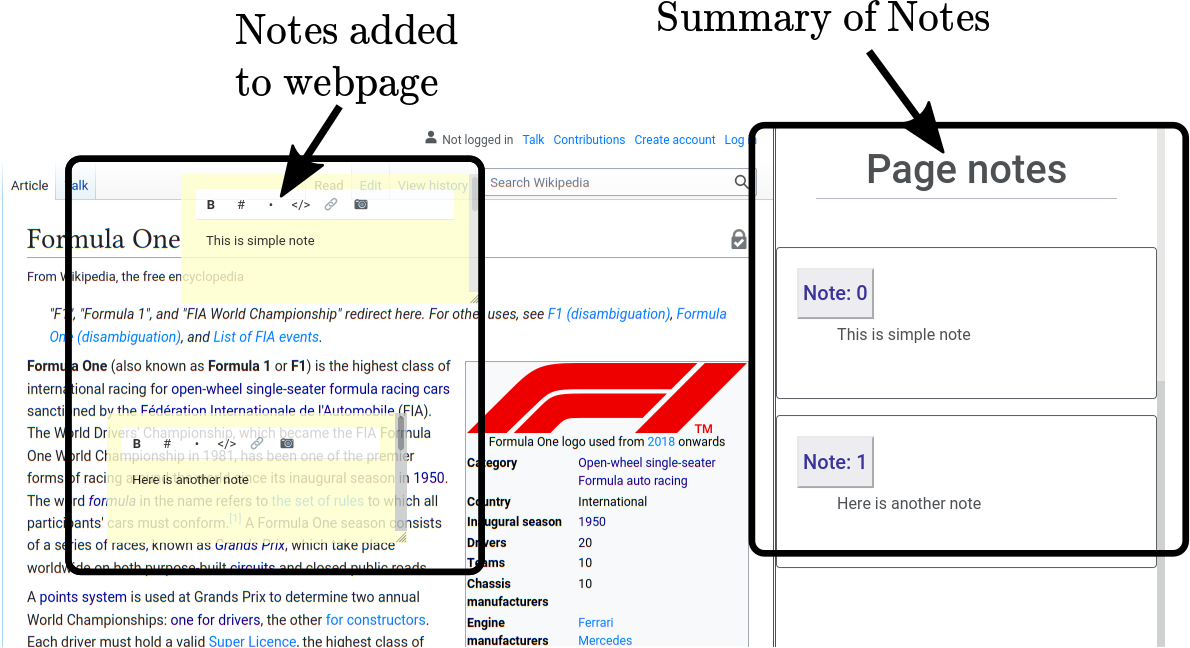 Notes added
to webpage
Summary of Notes
Not logged in Talk Contributions Create account Log in
Article Talk Read Edit View history Search Wikipedia
B # · </>
This is simple note
Formula One
From Wikipedia, the free encyclopedia
"F1", "Formula 1", and "FIA World Championship" redirect here. For other uses, see F1 (disambiguation), Formula
One (disambiguation), and List of FIA events.
Formula One (also known as Formula 1 or F1) is the highest class of
international racing for open-wheel single-seater formula racing cars
sanctioned by the Fédération Internationale de l'Automobile (FIA).
The World Drivers' Championship, which became the FIA Formula
One World Championship in 1981, has been one of the premier
forms of racing around the world since its inaugural season in 1950.
The word formula in the name refers to the set of rules to which all
participants' cars must conform.[1] A Formula One season consists
of a series of races, known as Grands Prix, which take place
worldwide on both purpose-built circuits and closed public roads.
B # · </>
Here is another note
A points system is used at Grands Prix to determine two annual
World Championships: one for drivers, the other for constructors.
Each driver must hold a valid Super Licence, the highest class of
TM
Formula One logo used from 2018 onwards
Category Open-wheel single-seater
Formula auto racing
Country International
Inaugural season 1950
Drivers 20
Teams 10
Chassis 10
manufacturers
Engine Ferrari
manufacturers Mercedes
Page notes
Note: 0
This is simple note
Note: 1
Here is another note